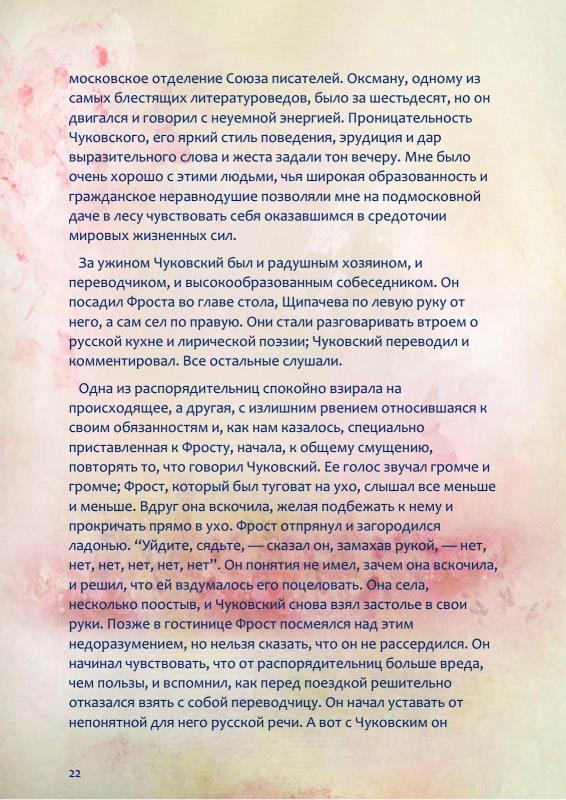 московское отделение Союза писателей. Оксману, одному из
самых блестящих литературоведов, было за шестьдесят, но он
двигался и говорил с неуемной энергией. Проницательность
Чуковского, его яркий стиль поведения, эрудиция и дар
выразительного слова и жеста задали тон вечеру. Мне было
очень хорошо с этими людьми, чья широкая образованность и
гражданское неравнодушие позволяли мне на подмосковной
даче в лесу чувствовать себя оказавшимся в средоточии
мировых жизненных сил.
За ужином Чуковский был и радушным хозяином, и
переводчиком, и высокообразованным собеседником. Он
посадил Фроста во главе стола, Щипачева по левую руку от
него, а сам сел по правую. Они стали разговаривать втроем о
русской кухне и лирической поэзии; Чуковский переводил и
комментировал. Все остальные слушали.
Одна из распорядительниц спокойно взирала на
происходящее, а другая, с излишним рвением относившаяся к
своим обязанностям и, как нам казалось, специально
приставленная к Фросту, начала, к общему смущению,
повторять то, что говорил Чуковский. Ее голос звучал громче и
громче; Фрост, который был туговат на ухо, слышал все меньше
и меньше. Вдруг она вскочила, желая подбежать к нему и
прокричать прямо в ухо. Фрост отпрянул и загородился
ладонью. “Уйдите, сядьте, — сказал он, замахав рукой, — нет,
нет, нет, нет, нет, нет”. Он понятия не имел, зачем она вскочила,
и решил, что ей вздумалось его поцеловать. Она села,
несколько поостыв, и Чуковский снова взял застолье в свои
руки. Позже в гостинице Фрост посмеялся над этим
недоразумением, но нельзя сказать, что он не рассердился. Он
начинал чувствовать, что от распорядительниц больше вреда,
чем пользы, и вспомнил, как перед поездкой решительно
отказался взять с собой переводчицу. Он начал уставать от
непонятной для него русской речи. А вот с Чуковским он
22